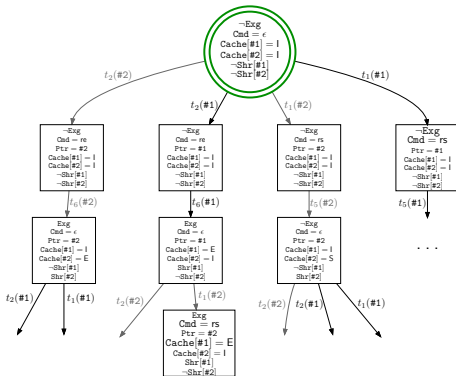 ¬Exg
Cmd = ϵ
Cache[#1] = I
Cache[#2] = I
¬Shr[#1]
¬Shr[#2]
t₂(#2)
t₂(#1)
t₁(#2)
t₁(#1)
¬Exg
Cmd = re
Ptr = #2
Cache[#1] = I
Cache[#2] = I
¬Shr[#1]
¬Shr[#2]
¬Exg
Cmd = re
Ptr = #1
Cache[#1] = I
Cache[#2] = I
¬Shr[#1]
¬Shr[#2]
¬Exg
Cmd = rs
Ptr = #2
Cache[#1] = I
Cache[#2] = I
¬Shr[#1]
¬Shr[#2]
¬Exg
Cmd = rs
Ptr = #1
Cache[#1] = I
Cache[#2] = I
¬Shr[#1]
¬Shr[#2]
t₆(#2)
t₆(#1)
t₅(#2)
t₅(#1)
Exg
Cmd = ϵ
Ptr = #2
Cache[#1] = I
Cache[#2] = E
¬Shr[#1]
Shr[#2]
Exg
Cmd = ϵ
Ptr = #1
Cache[#1] = E
Cache[#2] = I
Shr[#1]
¬Shr[#2]
¬Exg
Cmd = ϵ
Ptr = #2
Cache[#1] = I
Cache[#2] = S
¬Shr[#1]
Shr[#2]
. . .
t₂(#1)
t₁(#1)
t₂(#2)
t₁(#2)
t₂(#2)
t₂(#1)
t₁(#1)
Exg
Cmd = rs
Ptr = #2
Cache[#1] = E
Cache[#2] = I
Shr[#1]
¬Shr[#2]